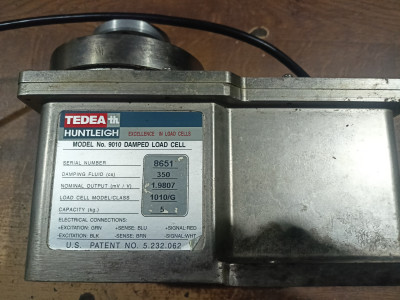 TEDEA th
HUNTLEIGH EXCELLENCE IN LOAD CELLS
MODEL No. 9010 DAMPED LOAD CELL
SERIAL NUMBER 8651
DAMPING FLUID (cs) 350
NOMINAL OUTPUT (mV / V) 1.9807
LOAD CELL MODEL/CLASS 1010/G
CAPACITY (kg.) 5
ELECTRICAL CONNECTIONS:
+EXCITATION: GRN +SENSE: BLU +SIGNAL:RED
-EXCITATION: BLK -SENSE: BRN -SIGNAL:WHT
U.S. PATENT NO. 5.232.062